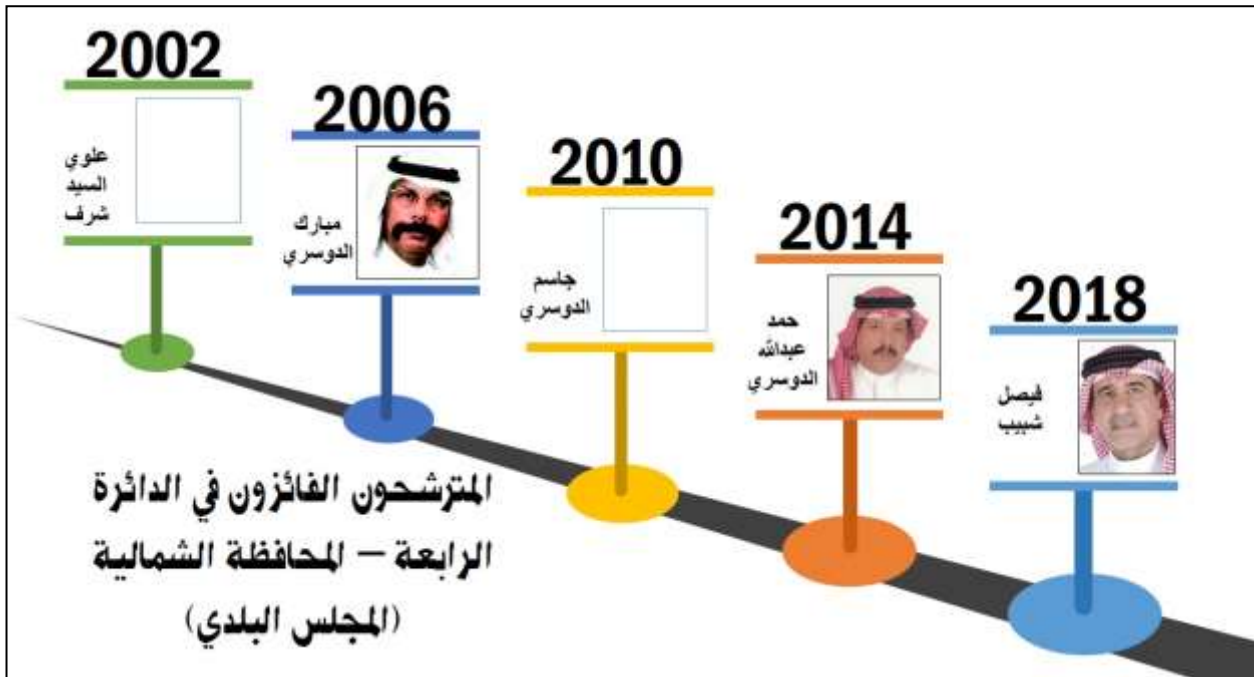 2002
علوي
السيد
شرف
2006
مبارك
الدوسري
2010
جاسم
الدوسري
2014
حمد
عبدالله
الدوسري
2018
فيصل
شبيب
المترشحون الفائزون في الدائرة
الرابعة – المحافظة الشمالية
(المجلس البلدي)